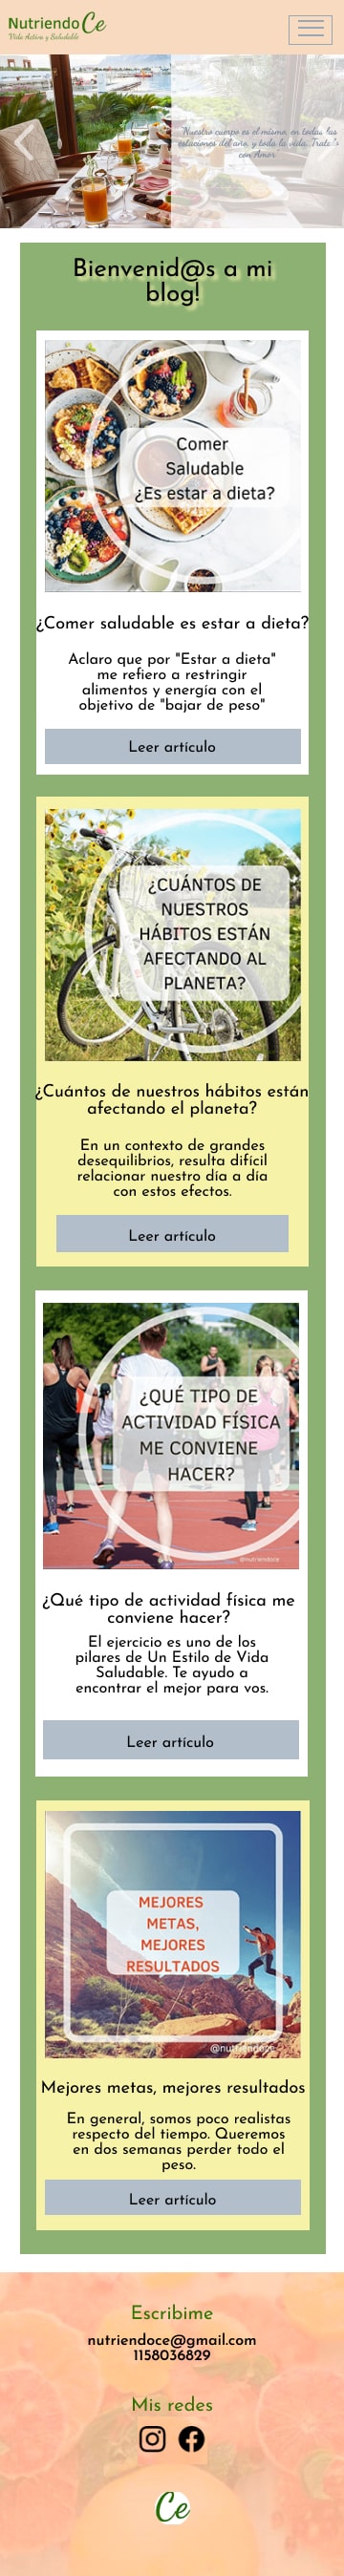 Nutriendo Ce
Vida Activa y Saludable
"Nuestro cuerpo es el mismo, en todas las
estaciones del año, y toda la vida. Trate
con Amor"
Bienvenid@s a mi
blog!
Comer
Saludable
¿Es estar a dieta?
¿Comer saludable es estar a dieta?
Aclaro que por "Estar a dieta"
me refiero a restringir
alimentos y energía con el
objetivo de "bajar de peso"
Leer artículo
¿CUÁNTOS DE
NUESTROS
HÁBITOS ESTÁN
AFECTANDO AL
PLANETA?
¿Cuántos de nuestros hábitos están
afectando el planeta?
En un contexto de grandes
desequilibrios, resulta difícil
relacionar nuestro día a día
con estos efectos.
Leer artículo
¿QUÉ TIPO DE
ACTIVIDAD FÍSICA
ME CONVIENE
HACER?
@nutriendoce
¿Qué tipo de actividad física me
conviene hacer?
El ejercicio es uno de los
pilares de Un Estilo de Vida
Saludable. Te ayudo a
encontrar el mejor para vos.
Leer artículo
MEJORES
METAS,
MEJORES
RESULTADOS
@nutriendoce
Mejores metas, mejores resultados
En general, somos poco realistas
respecto del tiempo. Queremos
en dos semanas perder todo el
peso.
Leer artículo
Escribime
nutriendoce@gmail.com
1158036829
Mis redes
Ce